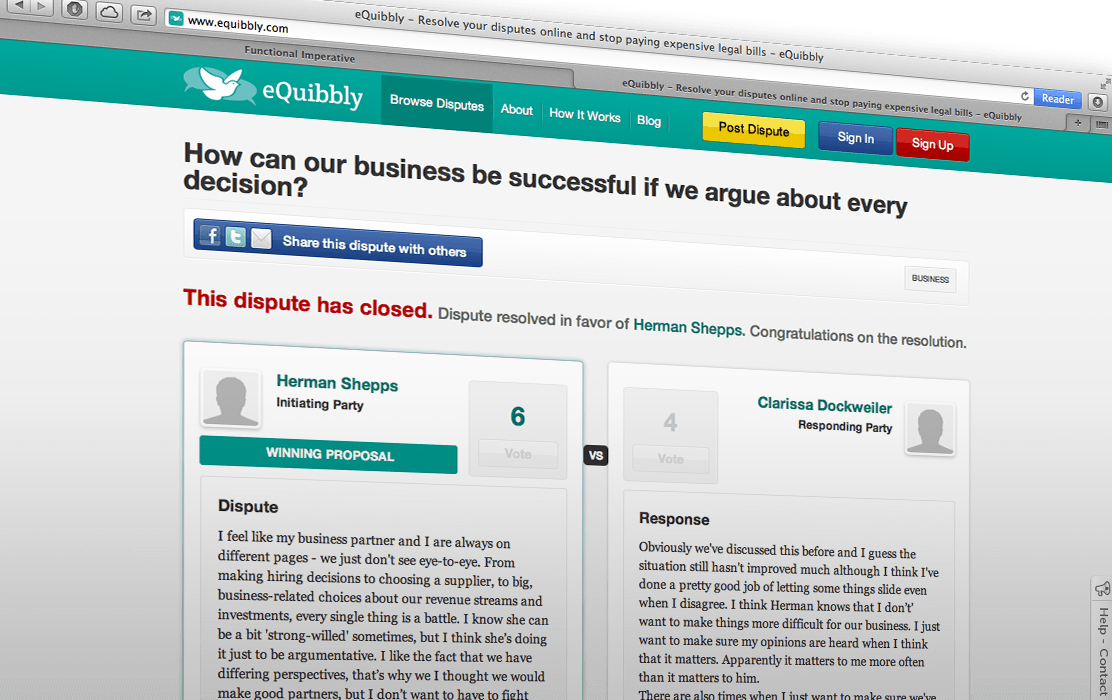 eQuibbly – Resolve your disputes online and stop paying expensive legal bills – eQuibbly
www.equibbly.com
Reader
Functional Imperative
eQuibbly – Resolve your disputes online and stop paying expensive legal bills – eQuibbly
eQuibbly
Browse Disputes
About
How It Works
Blog
Post Dispute
Sign In
Sign Up
How can our business be successful if we argue about every
decision?
Share this dispute with others
BUSINESS
This dispute has closed. Dispute resolved in favor of Herman Shepps. Congratulations on the resolution.
Herman Shepps
Initiating Party
6
Vote
WINNING PROPOSAL
Dispute
I feel like my business partner and I are always on
different pages - we just don't see eye-to-eye. From
making hiring decisions to choosing a supplier, to big,
business-related choices about our revenue streams and
investments, every single thing is a battle. I know she can
be a bit 'strong-willed' sometimes, but I think she's doing
it just to be argumentative. I like the fact that we have
differing perspectives, that's why we I thought we would
make good partners, but I don't want to have to fight
VS
4
Vote
Clarissa Dockweiler
Responding Party
Response
Obviously we've discussed this before and I guess the
situation still hasn't improved much although I think I've
done a pretty good job of letting some things slide even
when I disagree. I think Herman knows that I don't'
want to make things more difficult for our business. I just
want to make sure my opinions are heard when I think
that it matters. Apparently it matters to me more often
than it matters to him.
There are also times when I just want to make sure we've
Help - Contact